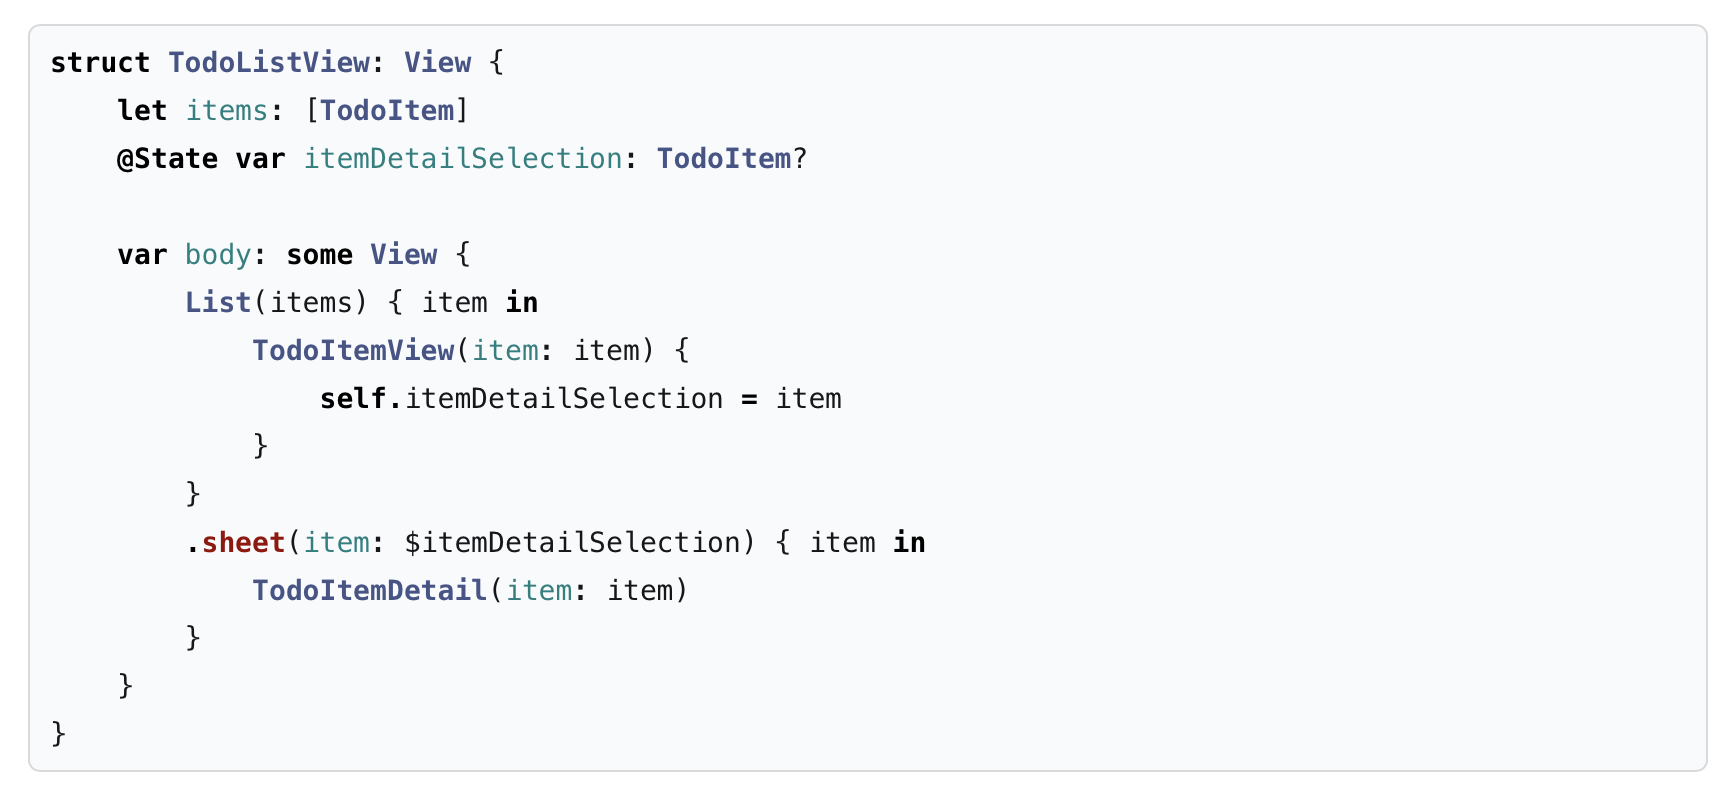 struct TodoListView: View {
    let items: [TodoItem]
    @State var itemDetailSelection: TodoItem?

    var body: some View {
        List(items) { item in
            TodoItemView(item: item) {
                self.itemDetailSelection = item
            }
        }
        .sheet(item: $itemDetailSelection) { item in
            TodoItemDetail(item: item)
        }
    }
}